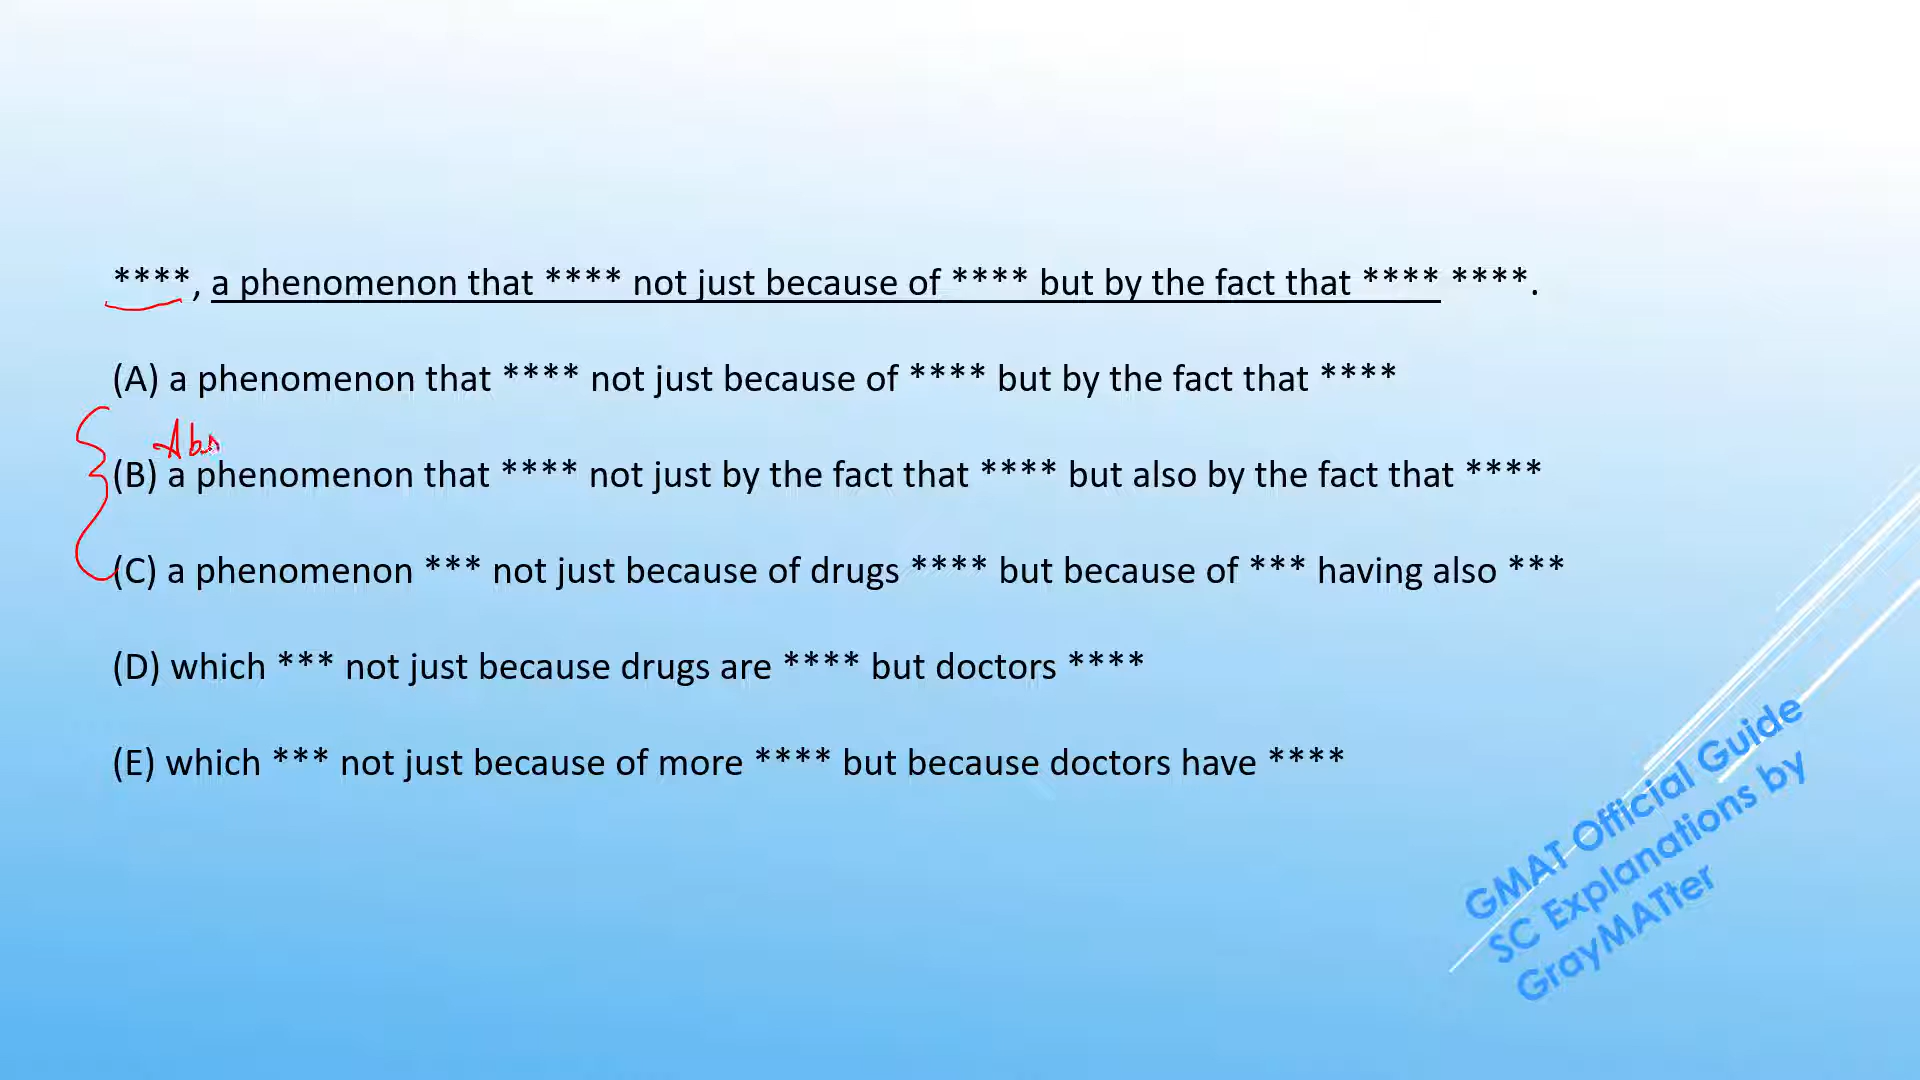 ****, a phenomenon that **** not just because of **** but by the fact that **** ****.
(A) a phenomenon that **** not just because of **** but by the fact that ****
Abs
(B) a phenomenon that **** not just by the fact that **** but also by the fact that ****
(C) a phenomenon *** not just because of drugs **** but because of *** having also ***
(D) which *** not just because drugs are **** but doctors ****
(E) which *** not just because of more **** but because doctors have ****
GMAT Official Guide
SC Explanations by
GrayMATter